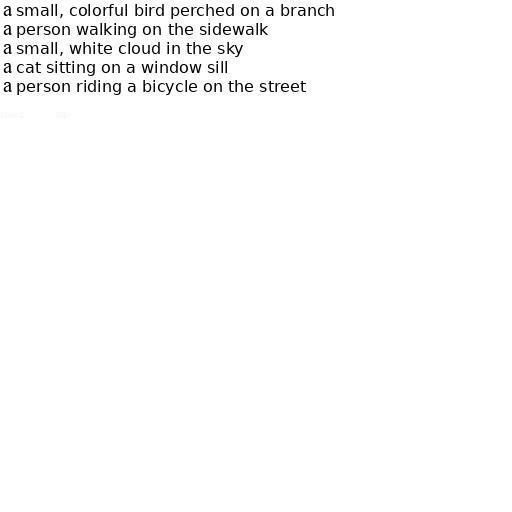 a small, colorful bird perched on a branch
a person walking on the sidewalk
a small, white cloud in the sky
a cat sitting on a window sill
a person riding a bicycle on the street